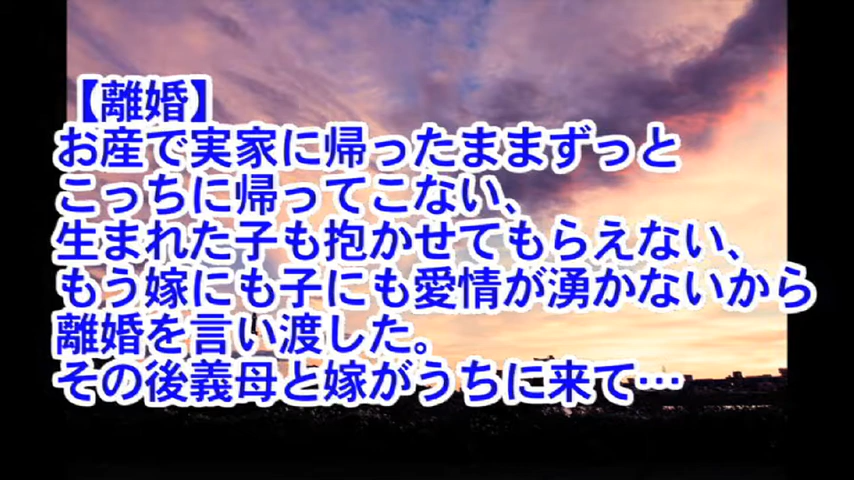 【離婚】
お産で実家に帰ったままずっと
こっちに帰ってこない、
生まれた子も抱かせてもらえない、
もう嫁にも子にも愛情が湧かないから
離婚を言い渡した。
その後義母と嫁がうちに来て…